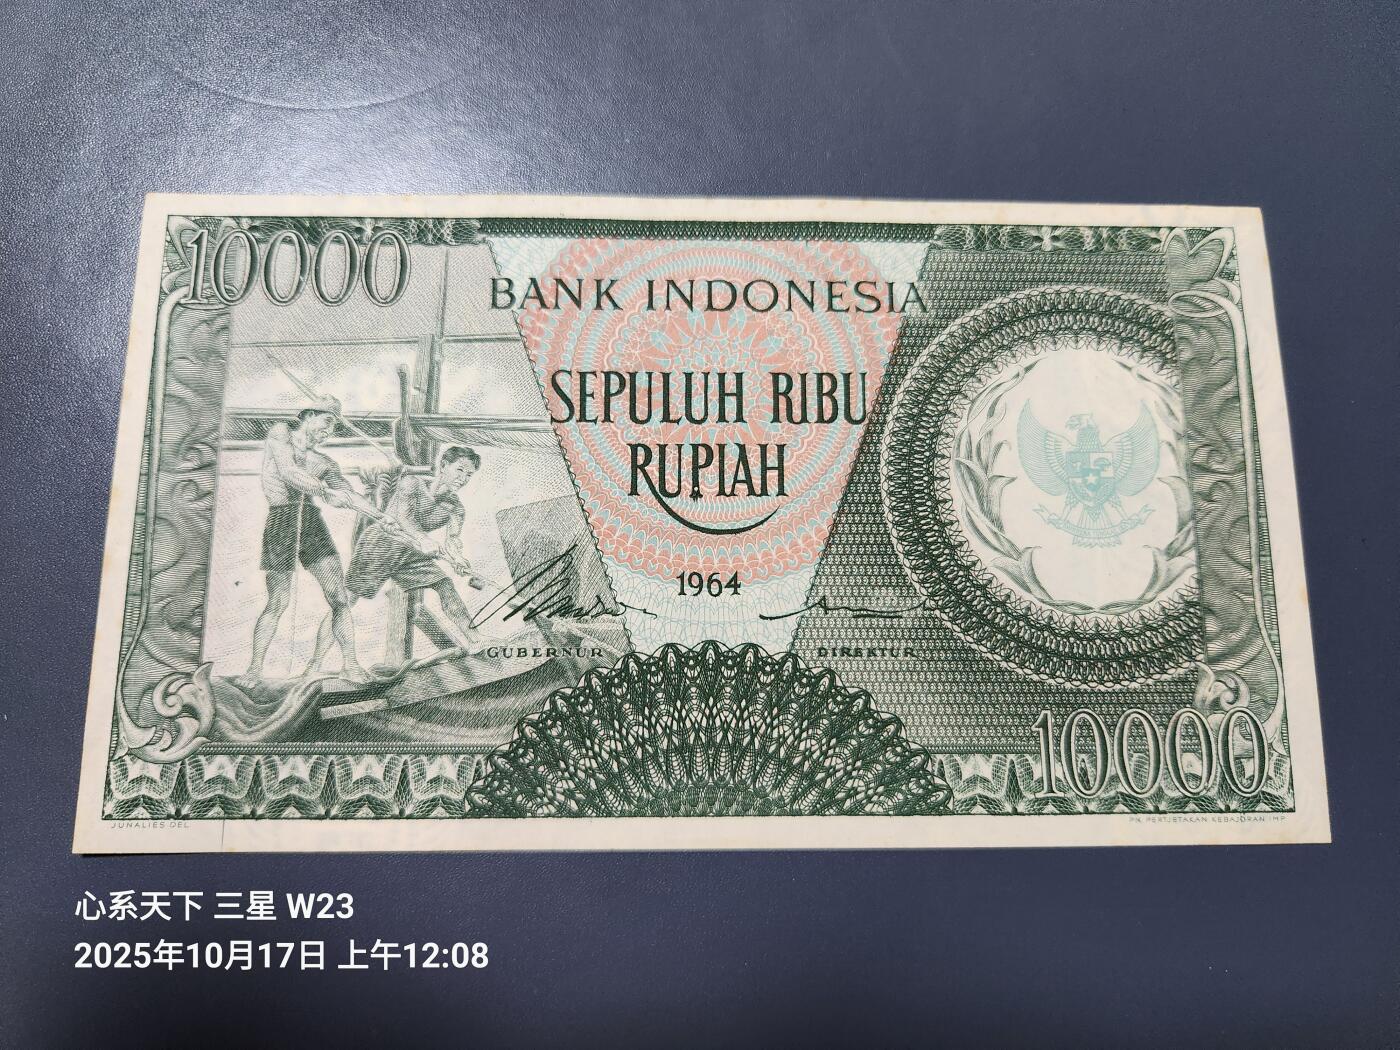 10000
BANK INDONESIA
SEPULUH RIBU
RUPIAH
1964
GUBERNUR
DIREKTUR
10000
JUNALIES DEL
PN PERTJETAKAN KEBAJORAN IMP
心系天下 三星 W23
2025年10月17日 上午12:08